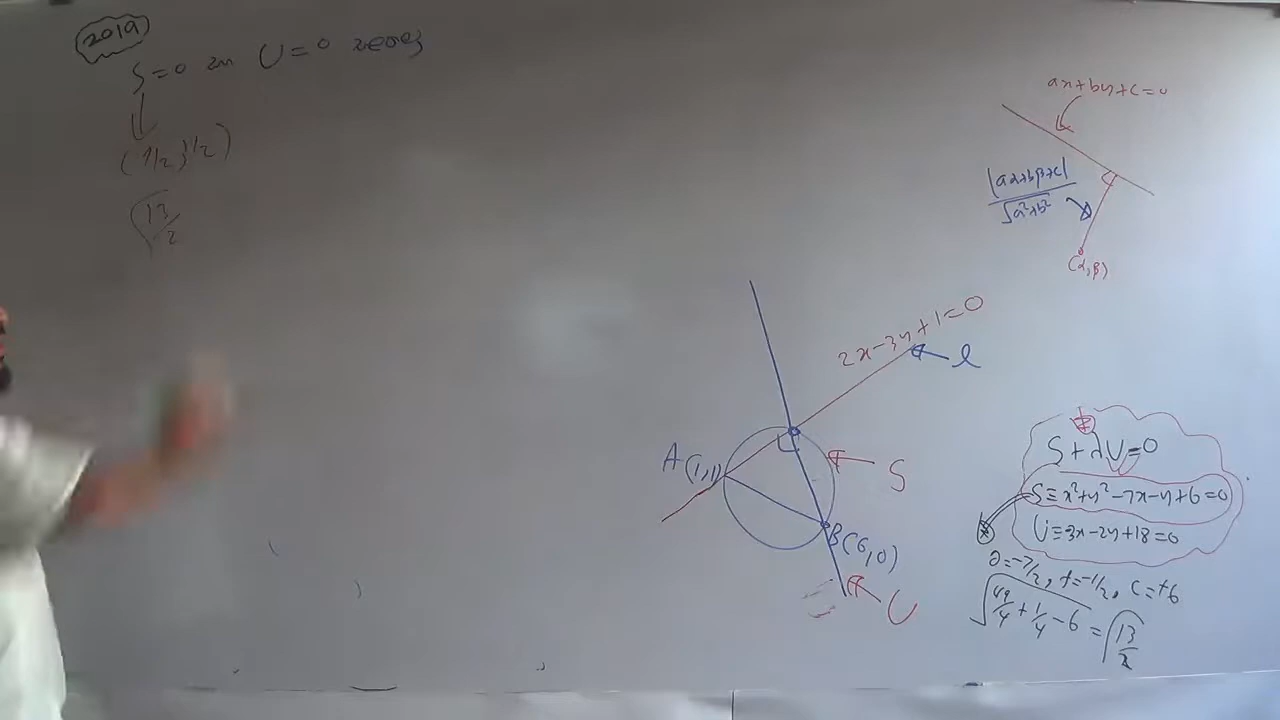 2019
S=0 U=0
(7/2, 1/2)
√13/2
ax+by+c=0
|aα+bβ+c|
√a²+b²
(α,β)
2x-3y+1=0
l
A(1,1)
S
B(6,0)
U
S+λU=0
S≡x²+y²-7x-y+6=0
U≡3x-2y+18=0
g=-7/2, f=-1/2, c=+6
√49/4+1/4-6 = √13/2